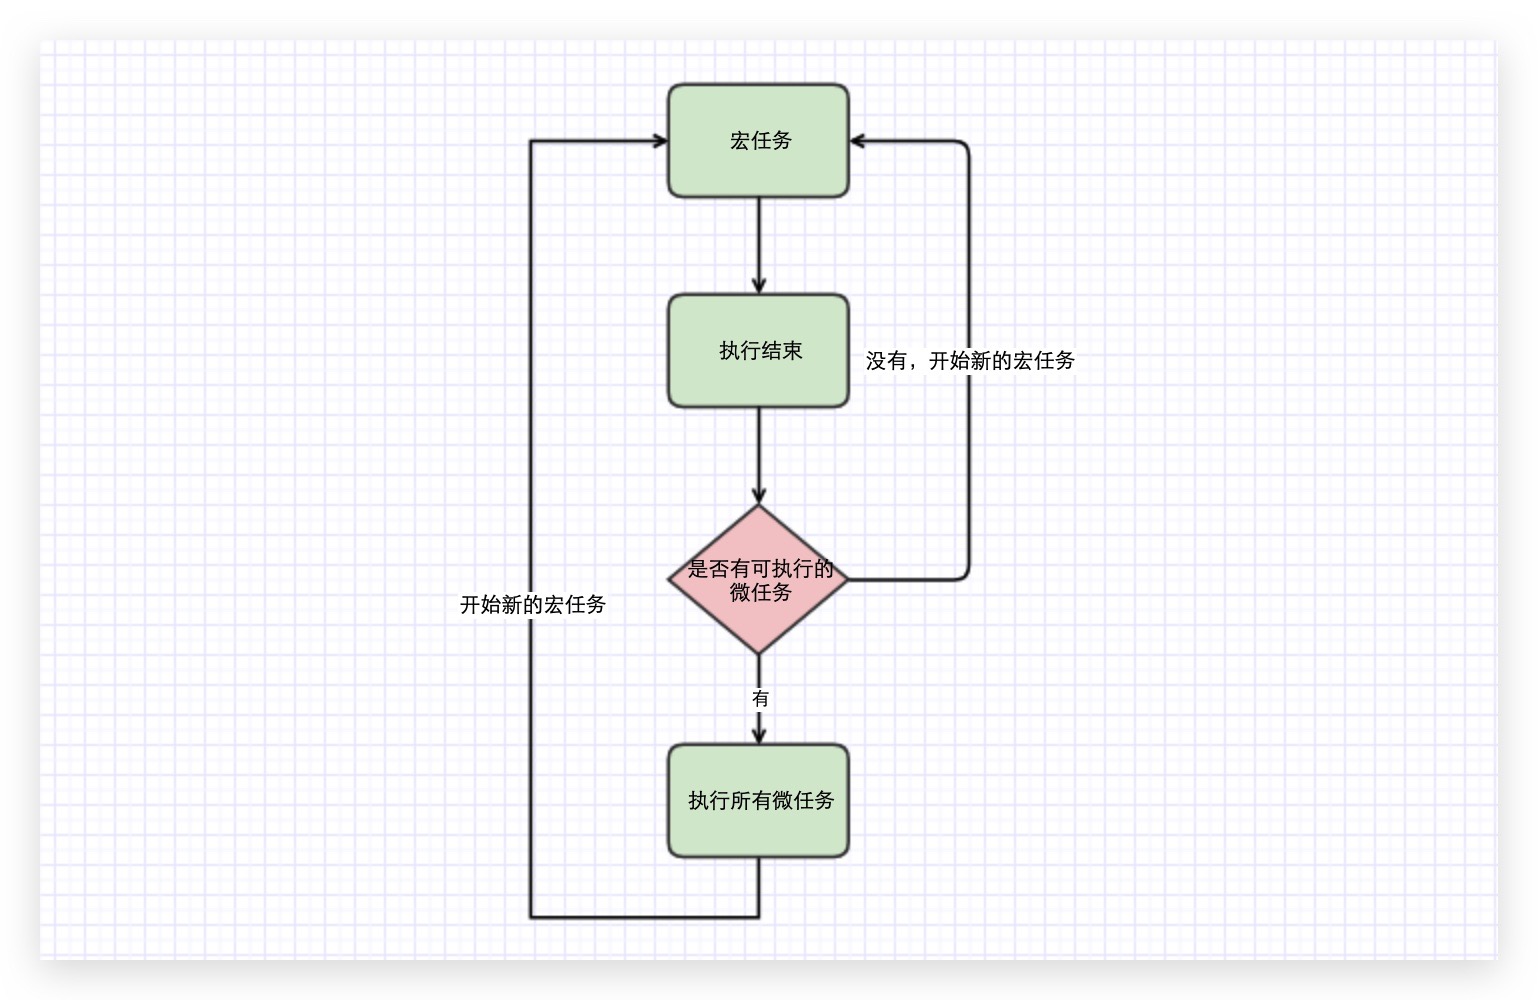 宏任务
执行结束
没有，开始新的宏任务
是否有可执行的
微任务
开始新的宏任务
有
执行所有微任务